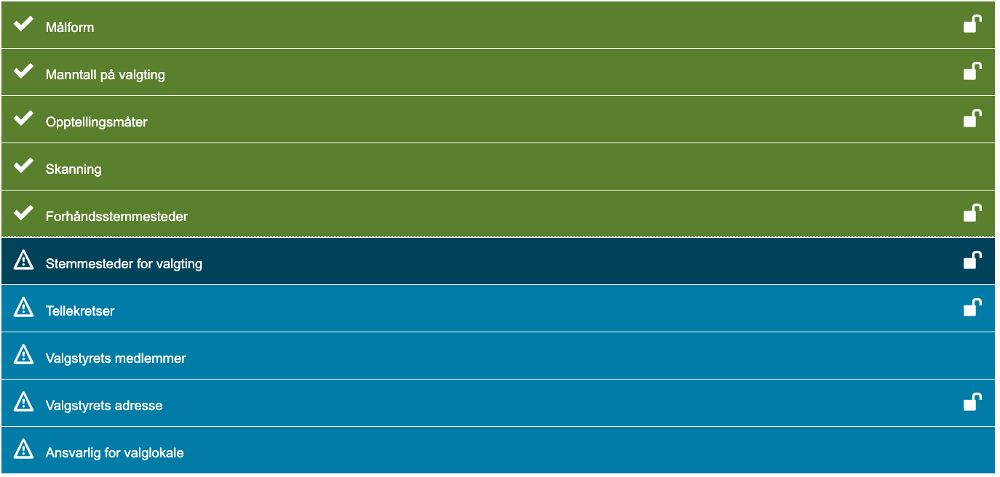 Målform
Manntall på valgting
Opptellingsmåter
Skanning
Forhåndsstemmesteder
Stemmesteder for valgting
Tellekretser
Valgstyrets medlemmer
Valgstyrets adresse
Ansvarlig for valglokale